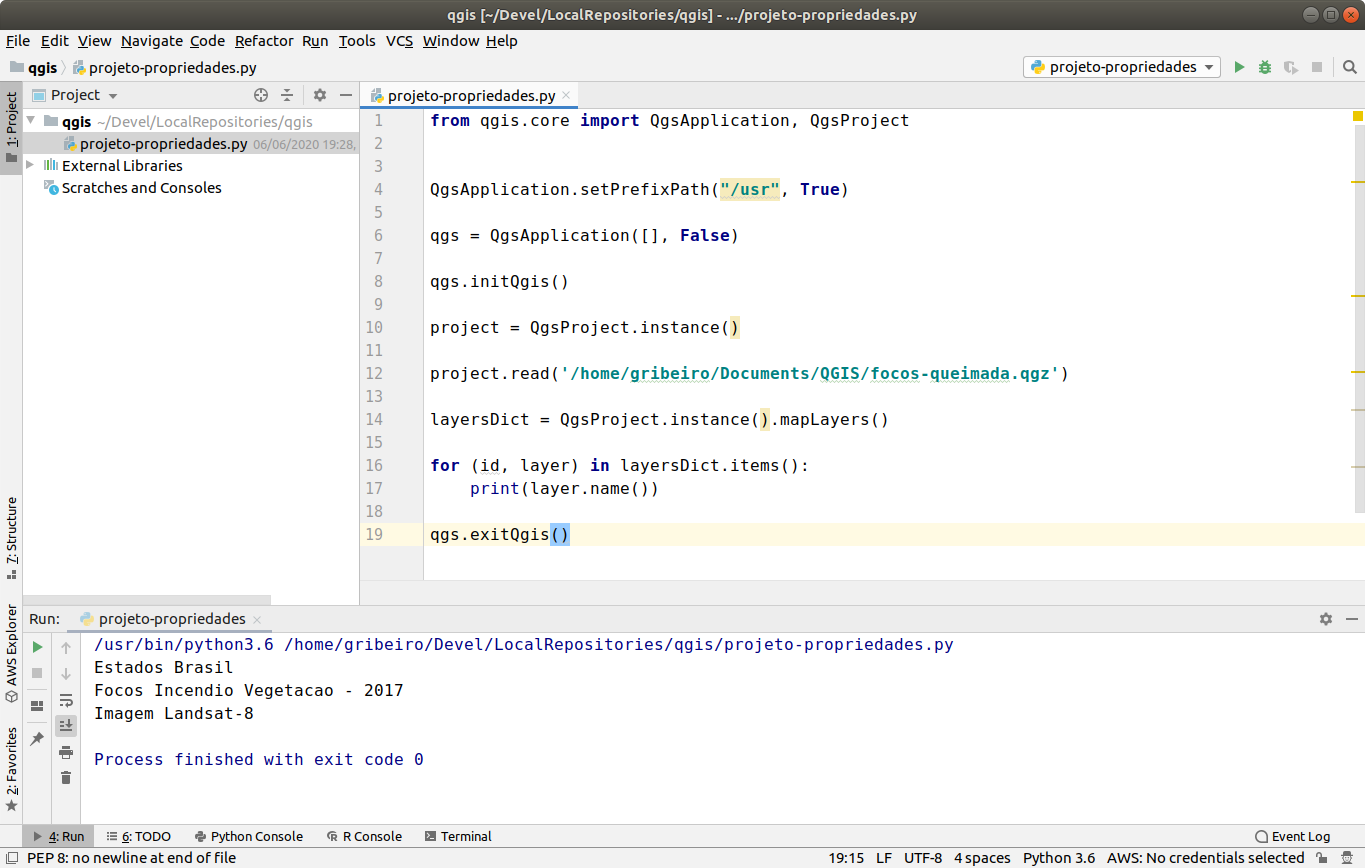 qgis [~/Devel/LocalRepositories/qgis] - .../projeto-propriedades.py
File Edit View Navigate Code Refactor Run Tools VCS Window Help
qgis projeto-propriedades.py
projeto-propriedades
1: Project
Project
qgis ~/Devel/LocalRepositories/qgis
projeto-propriedades.py 06/06/2020 19:28,
External Libraries
Scratches and Consoles
7: Structure
AWS Explorer
2: Favorites
projeto-propriedades.py
1 from qgis.core import QgsApplication, QgsProject
2
3
4 QgsApplication.setPrefixPath("/usr", True)
5
6 qgs = QgsApplication([], False)
7
8 qgs.initQgis()
9
10 project = QgsProject.instance()
11
12 project.read('/home/gribeiro/Documents/QGIS/focos-queimada.qgz')
13
14 layersDict = QgsProject.instance().mapLayers()
15
16 for (id, layer) in layersDict.items():
17     print(layer.name())
18
19 qgs.exitQgis()
Run: projeto-propriedades
/usr/bin/python3.6 /home/gribeiro/Devel/LocalRepositories/qgis/projeto-propriedades.py
Estados Brasil
Focos Incendio Vegetacao - 2017
Imagem Landsat-8
Process finished with exit code 0
4: Run 6: TODO Python Console R Console Terminal Event Log
PEP 8: no newline at end of file 19:15 LF UTF-8 4 spaces Python 3.6 AWS: No credentials selected